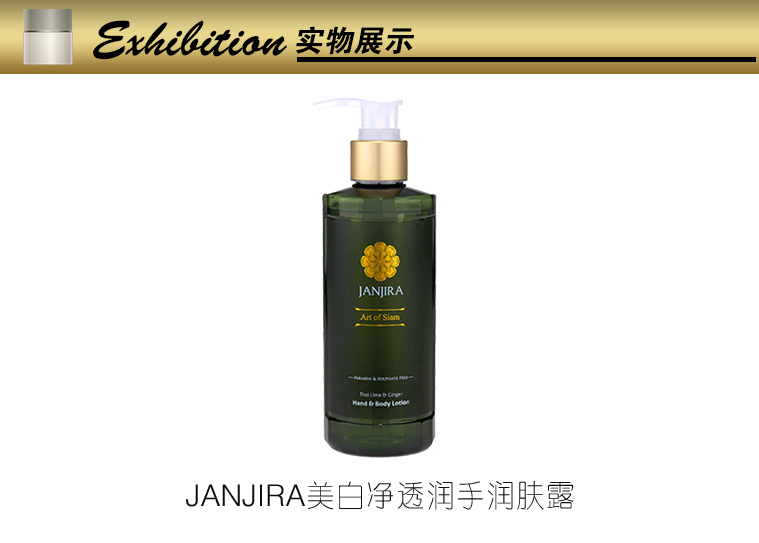 Exhibition 实物展示
JANJIRA
Art of Siam
PARABEN & SULPHATE FREE
Thai Lime & Ginger
Hand & Body Lotion
JANJIRA美白净透润手润肤露